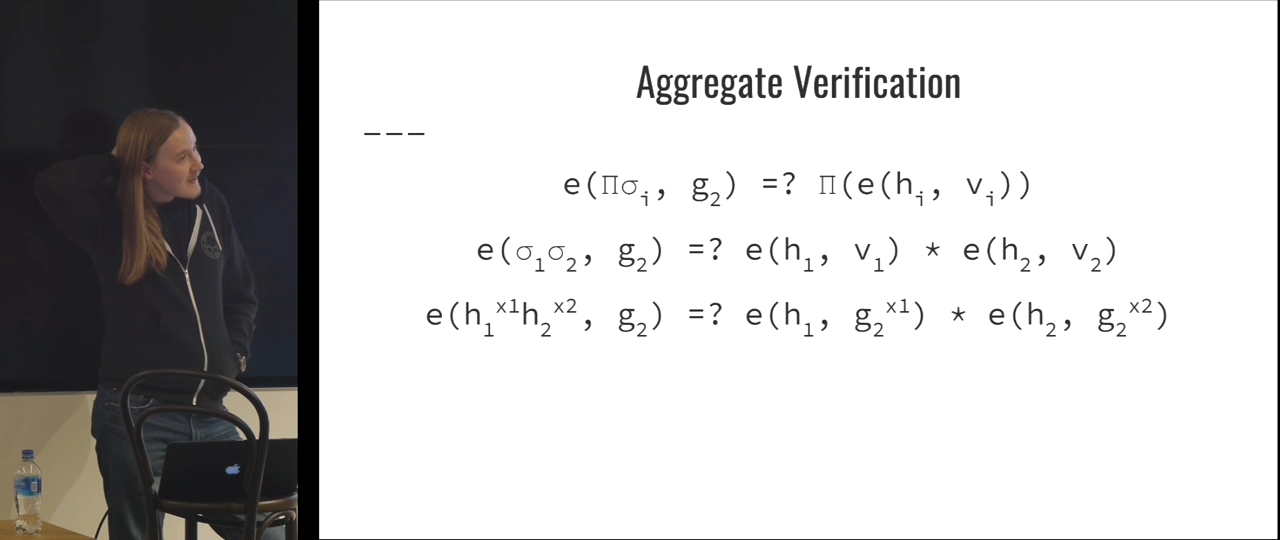 Aggregate Verification
———
e(Πσᵢ, g₂) =? Π(e(hᵢ, vᵢ))
e(σ₁σ₂, g₂) =? e(h₁, v₁) * e(h₂, v₂)
e(h₁ˣ¹h₂ˣ², g₂) =? e(h₁, g₂ˣ¹) * e(h₂, g₂ˣ²)